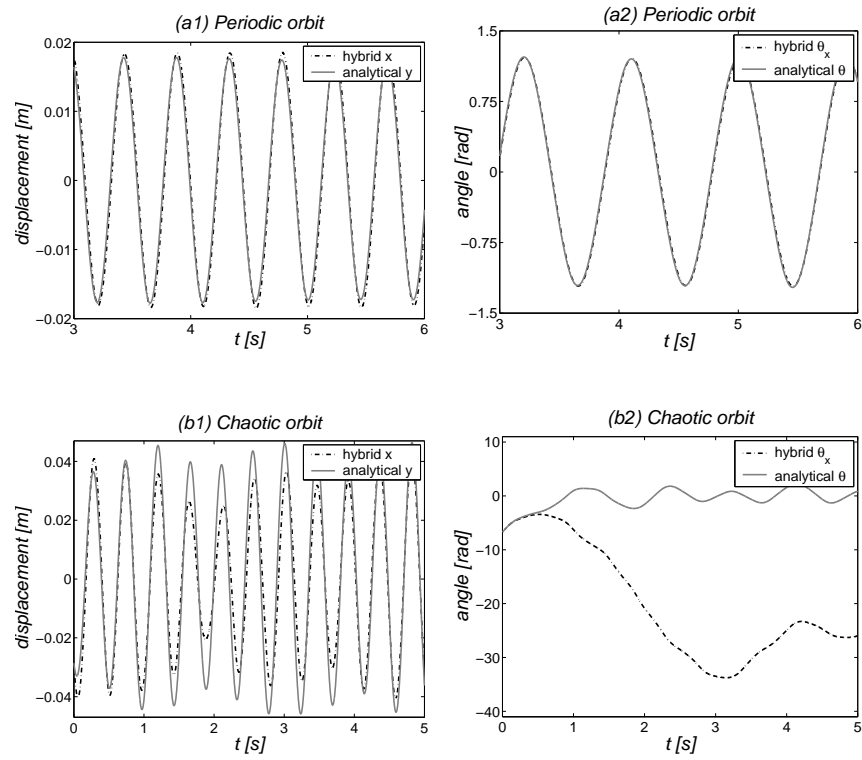 (a1) Periodic orbit
0.02
0.01
0
−0.01
−0.02
displacement [m]
hybrid x
analytical y
3
4
5
6
t [s]
(a2) Periodic orbit
1.5
0.75
0
−0.75
−1.5
angle [rad]
hybrid θ_x
analytical θ
3
4
5
6
t [s]
(b1) Chaotic orbit
0.04
0.02
0
−0.02
−0.04
displacement [m]
hybrid x
analytical y
0
1
2
3
4
5
t [s]
(b2) Chaotic orbit
10
0
−10
−20
−30
−41
angle [rad]
hybrid θ_x
analytical θ
0
1
2
3
4
5
t [s]